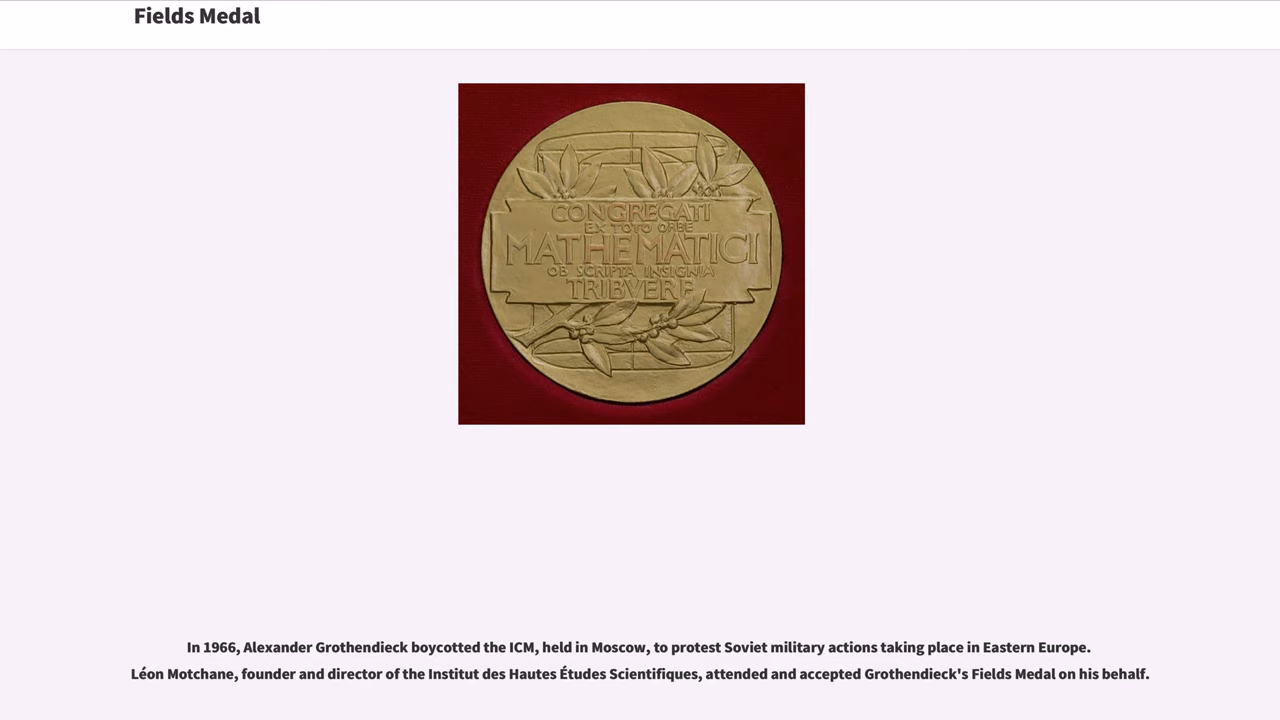 Fields Medal
CONGREGATI
EX TOTO ORBE
MATHEMATICI
OB SCRIPTA INSIGNIA
TRIBVERE
In 1966, Alexander Grothendieck boycotted the ICM, held in Moscow, to protest Soviet military actions taking place in Eastern Europe.
Léon Motchane, founder and director of the Institut des Hautes Études Scientifiques, attended and accepted Grothendieck's Fields Medal on his behalf.